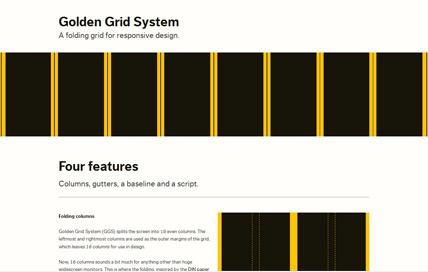 Golden Grid System
A folding grid for responsive design.
Four features
Columns, gutters, a baseline and a script.
Folding columns
Golden Grid System (GGS) splits the screen into 18 even columns. The
leftmost and rightmost columns are used as the outer margins of the grid,
which leaves 16 columns for use in design.
Now, 16 columns sounds a bit much for anything other than huge
widescreen monitors. This is where the folding, inspired by the DIN paper